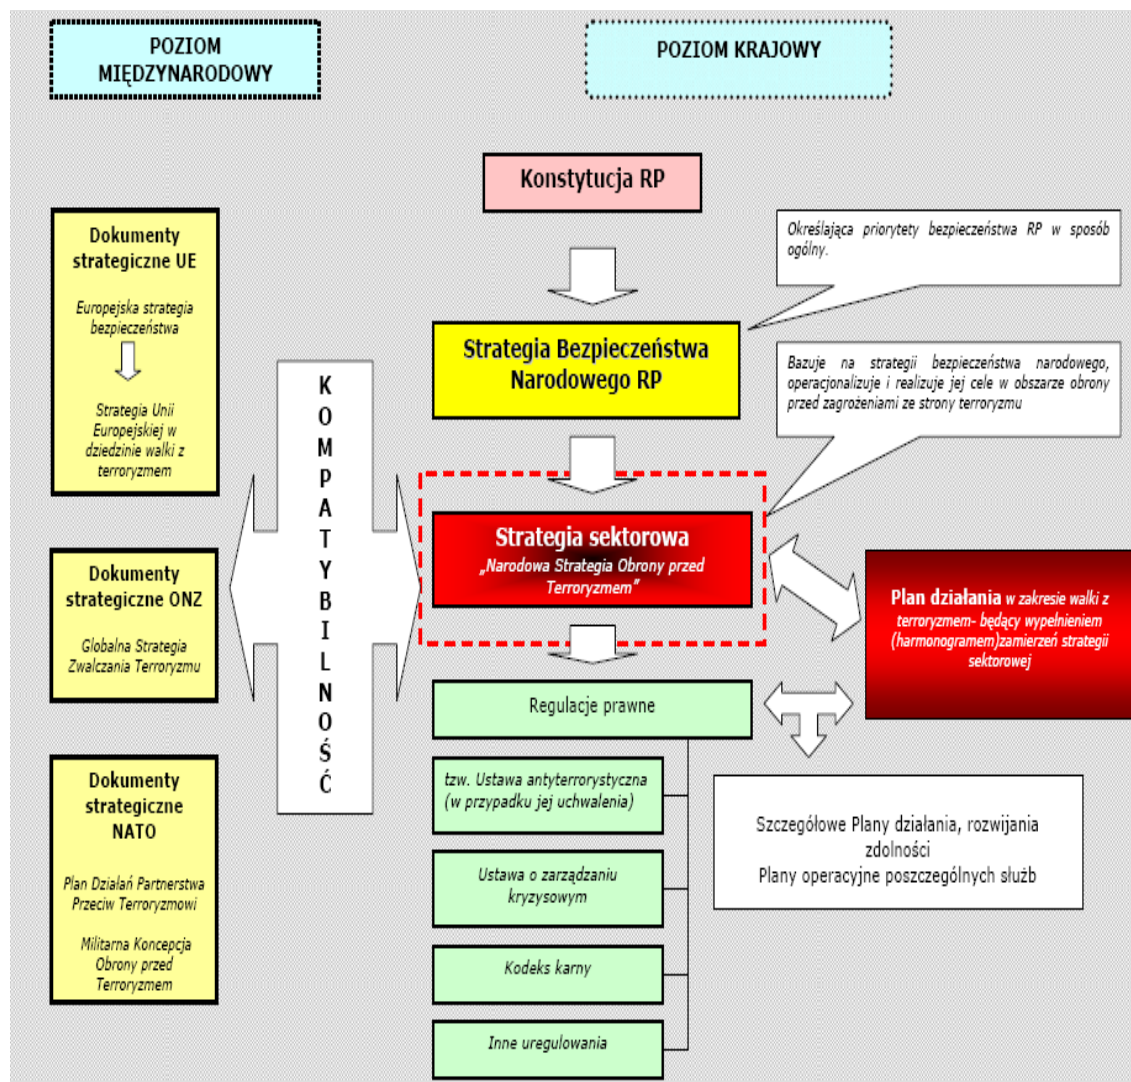 POZIOM
MIĘDZYNARODOWY
POZIOM KRAJOWY
Konstytucja RP
Dokumenty
strategiczne UE
Europejska strategia
bezpieczeństwa
Strategia Unii
Europejskiej w
dziedzinie walki z
terroryzmem
Określająca priorytety bezpieczeństwa RP w sposób
ogólny.
Strategia Bezpieczeństwa
Narodowego RP
Bazuje na strategii bezpieczeństwa narodowego,
operacjonalizuje i realizuje jej cele w obszarze obrony
przed zagrożeniami ze strony terroryzmu
K
O
M
P
A
T
Y
B
I
L
N
O
Ś
Ć
Strategia sektorowa
„Narodowa Strategia Obrony przed
Terroryzmem”
Dokumenty
strategiczne ONZ
Globalna Strategia
Zwalczania Terroryzmu
Plan działania w zakresie walki z
terroryzmem- będący wypełnieniem
(harmonogramem)zamierzeń strategii
sektorowej
Regulacje prawne
Dokumenty
strategiczne
NATO
Plan Działań Partnerstwa
Przeciw Terroryzmowi
Militarna Koncepcja
Obrony przed
Terroryzmem
tzw. Ustawa antyterrorystyczna
(w przypadku jej uchwalenia)
Ustawa o zarządzaniu
kryzysowym
Kodeks karny
Inne uregulowania
Szczegółowe Plany działania, rozwijania
zdolności
Plany operacyjne poszczególnych służb